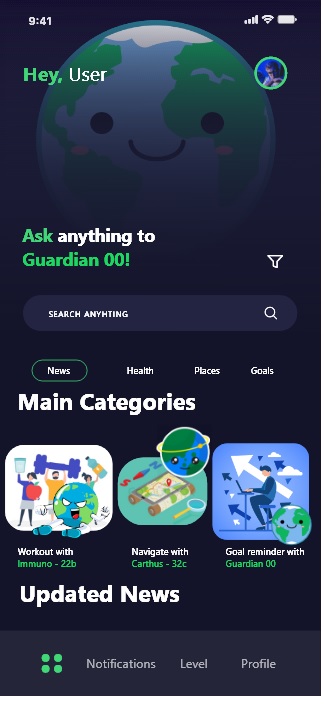 9:41
Hey, User
Ask anything to
Guardian 00!
SEARCH ANYHTING
News Health Places Goals
Main Categories
Workout with
Immuno - 22b
Navigate with
Carthus - 32c
Goal reminder with
Guardian 00
Updated News
Notifications Level Profile